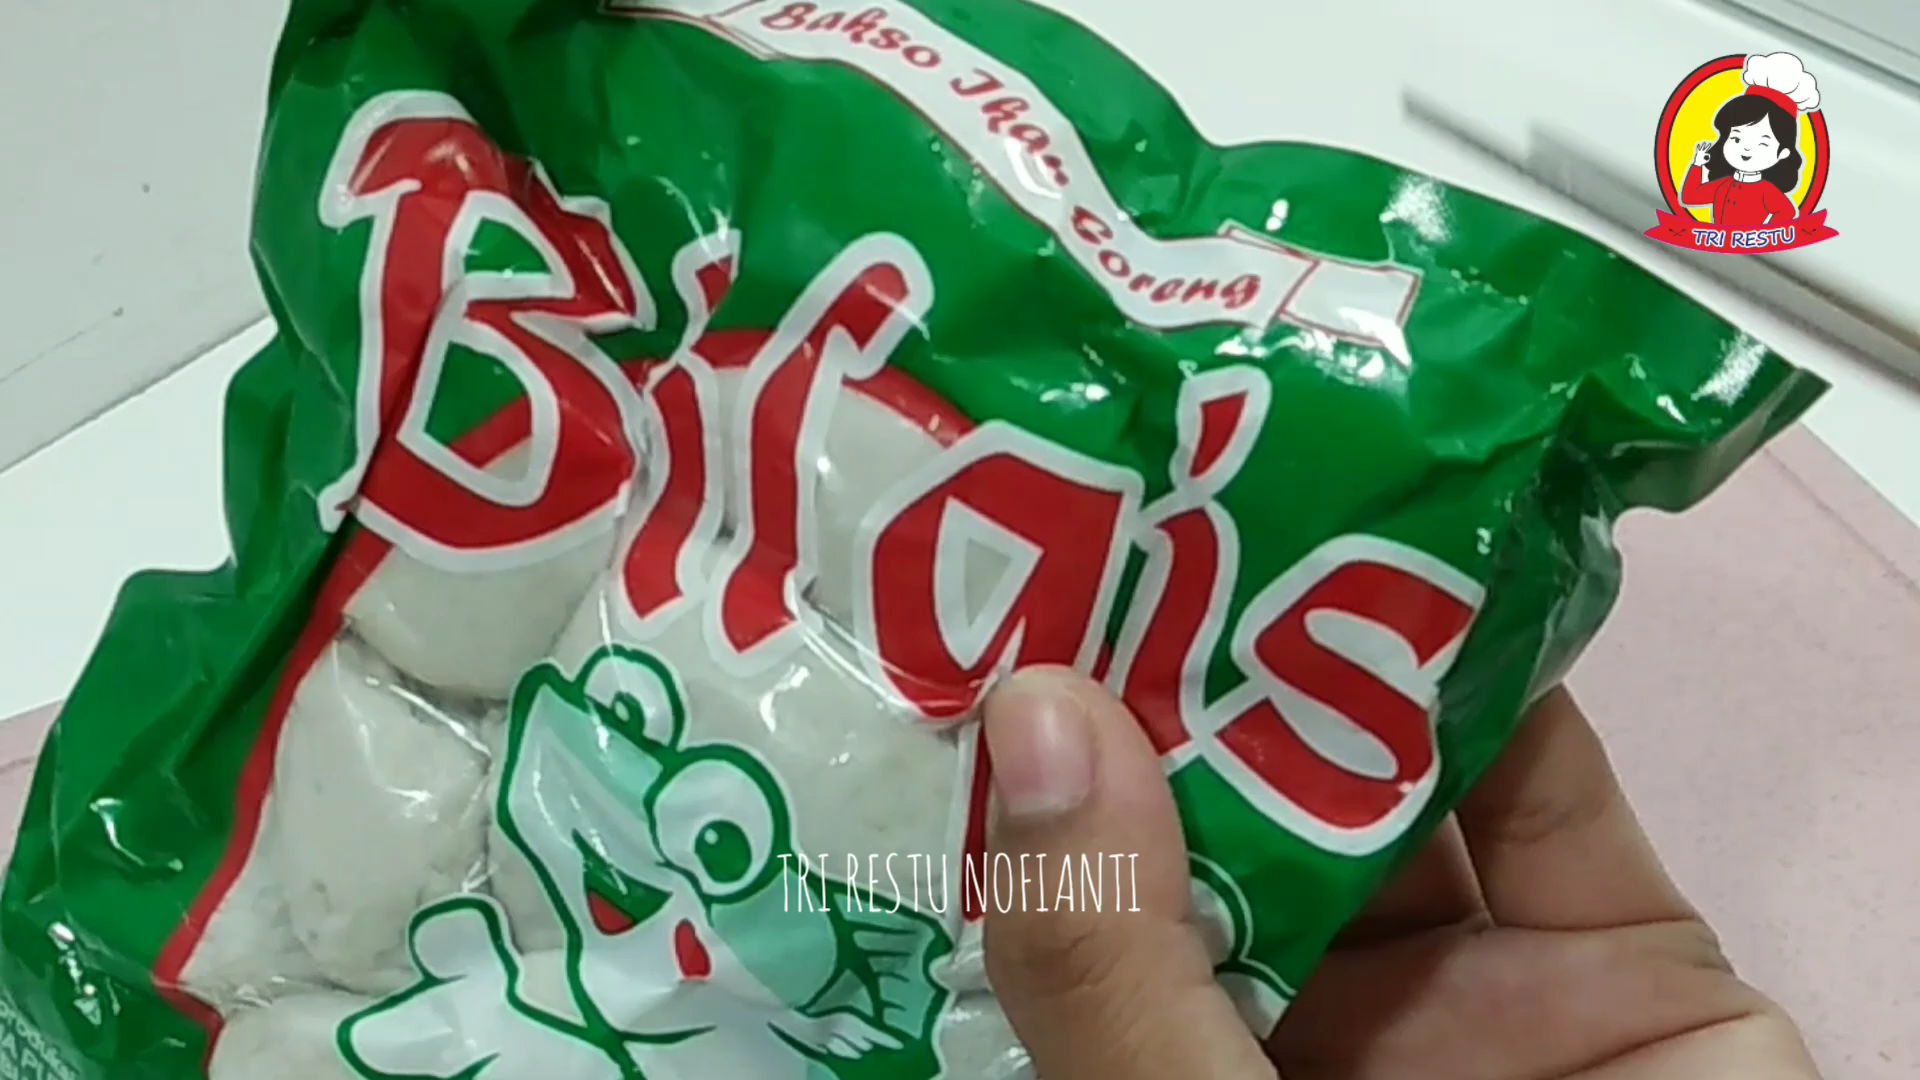 Bakso Ikan Goreng
TRI RESTU
Bilqis
TRI RESTU NOFIANTI